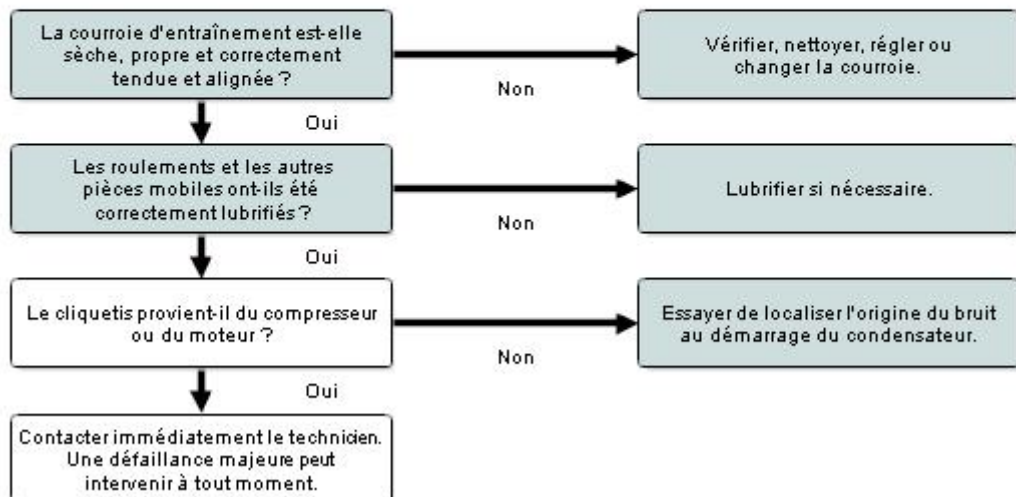 La courroie d'entraînement est-elle
sèche, propre et correctement
tendue et alignée ?
Non
Vérifier, nettoyer, régler ou
changer la courroie.
Oui
Les roulements et les autres
pièces mobiles ont-ils été
correctement lubrifiés ?
Non
Lubrifier si nécessaire.
Oui
Le cliquetis provient-il du compresseur
ou du moteur ?
Non
Essayer de localiser l'origine du bruit
au démarrage du condensateur.
Oui
Contacter immédiatement le technicien.
Une défaillance majeure peut
intervenir à tout moment.